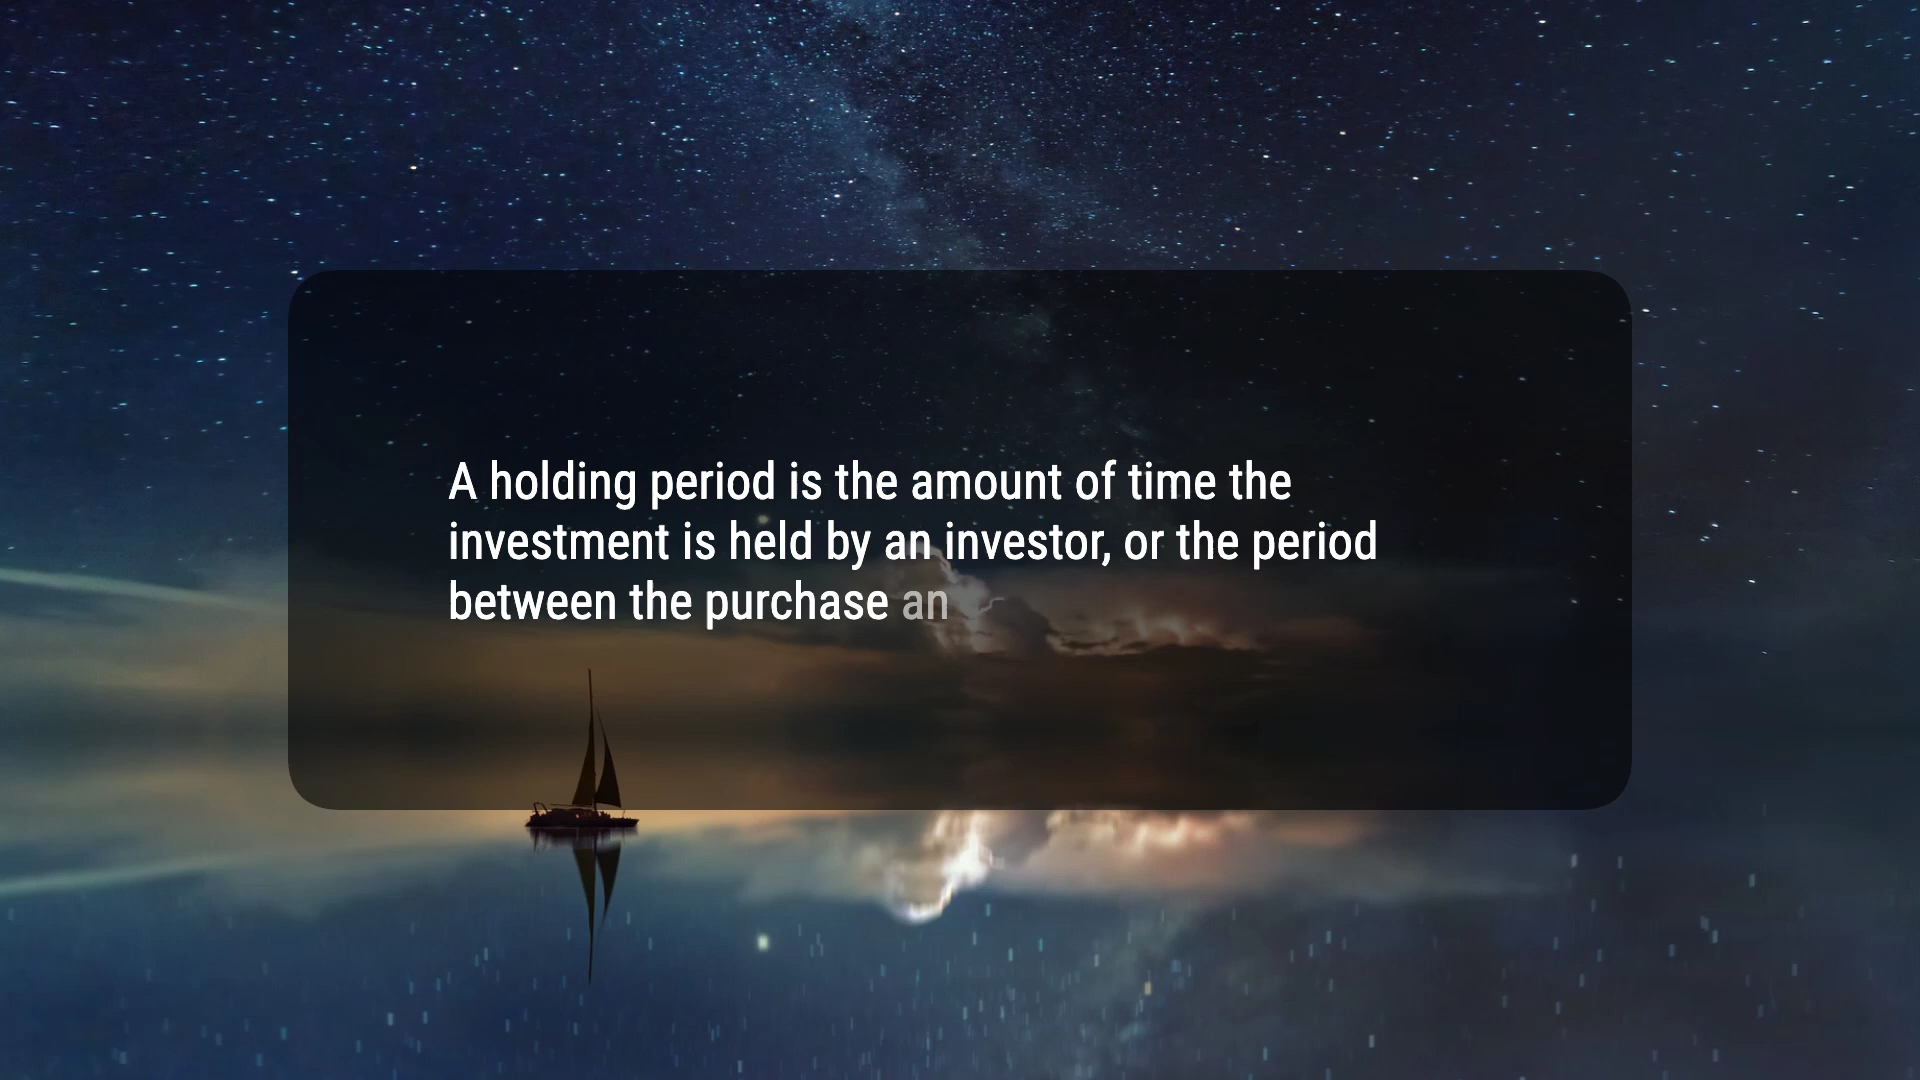 A holding period is the amount of time the
investment is held by an investor, or the period
between the purchase an